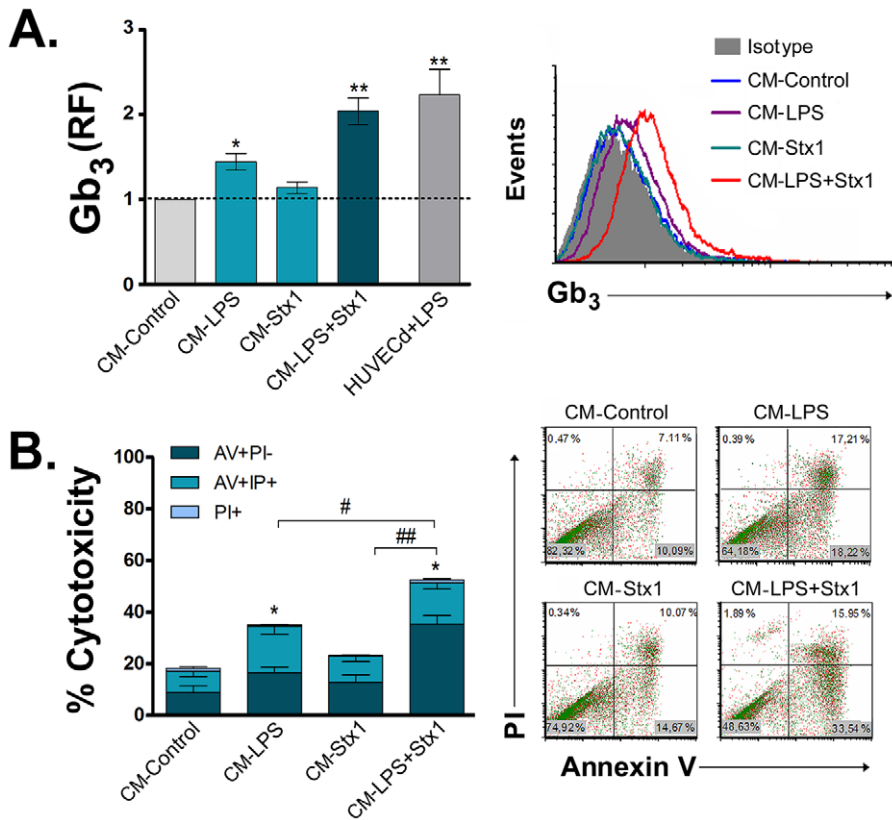 A.
Gb3 (RF)
3
2
1
0
*
**
**
CM-Control
CM-LPS
CM-Stx1
CM-LPS+Stx1
HUVECd+LPS
Events
Isotype
CM-Control
CM-LPS
CM-Stx1
CM-LPS+Stx1
Gb3
B.
% Cytotoxicity
100
80
60
40
20
0
AV+PI-
AV+IP+
PI+
#
##
*
*
CM-Control
CM-LPS
CM-Stx1
CM-LPS+Stx1
PI
CM-Control
0.47 %
7.11 %
82,32 %
10,09%
CM-LPS
0.39 %
17,21 %
64,18%
18,22 %
CM-Stx1
0.34 %
10.07 %
74,92 %
14,67 %
CM-LPS+Stx1
1.89 %
15.95 %
48,63%
33,54 %
Annexin V